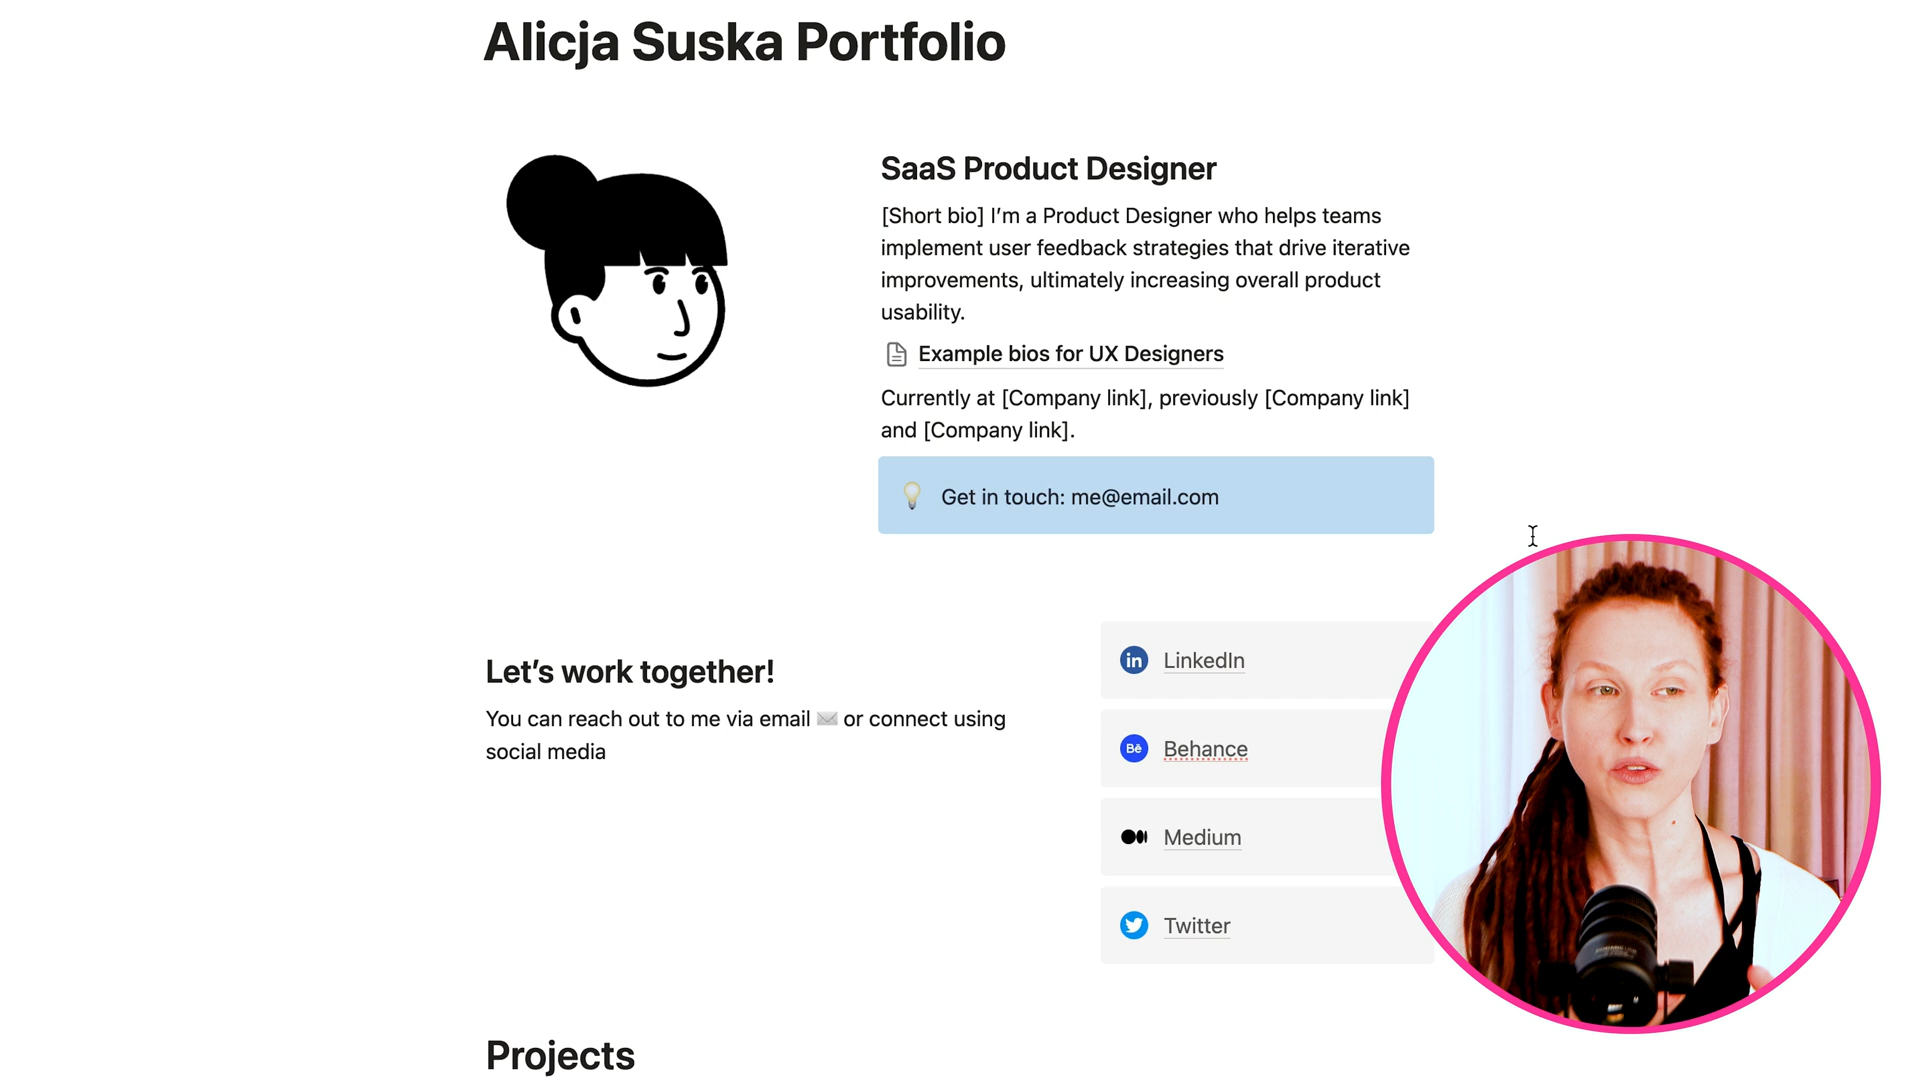 Alicja Suska Portfolio
SaaS Product Designer
[Short bio] I’m a Product Designer who helps teams
implement user feedback strategies that drive iterative
improvements, ultimately increasing overall product
usability.
Example bios for UX Designers
Currently at [Company link], previously [Company link]
and [Company link].
Get in touch: me@email.com
Let’s work together!
You can reach out to me via email ✉️ or connect using
social media
in LinkedIn
Bē Behance
Medium
Twitter
Projects